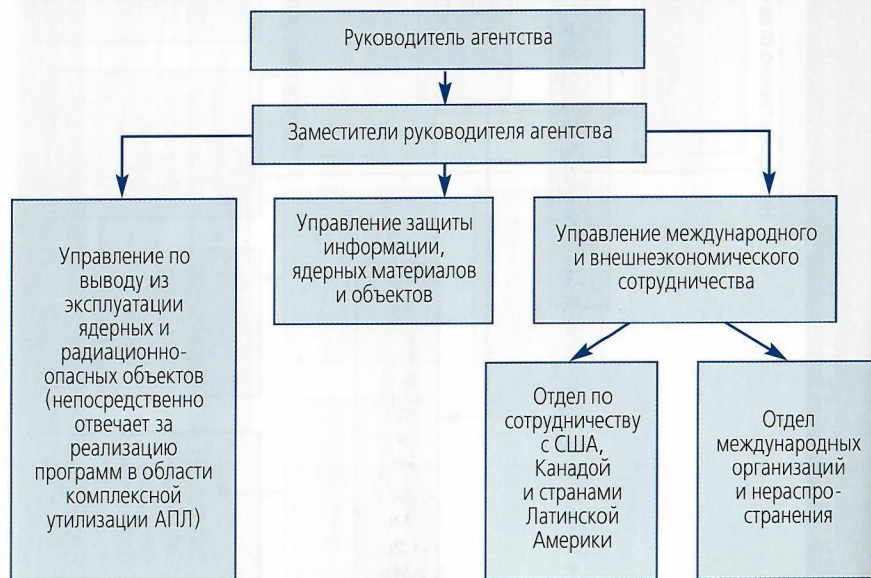 Руководитель агентства
Заместители руководителя агентства
Управление по
выводу из
эксплуатации
ядерных и
радиационно-
опасных объектов
(непосредственно
отвечает за
реализацию
программ в области
комплексной
утилизации АПЛ)
Управление защиты
информации,
ядерных материалов
и объектов
Управление международного
и внешнеэкономического
сотрудничества
Отдел по
сотрудничеству
с США,
Канадой
и странами
Латинской
Америки
Отдел
международных
организаций
и нераспро-
странения